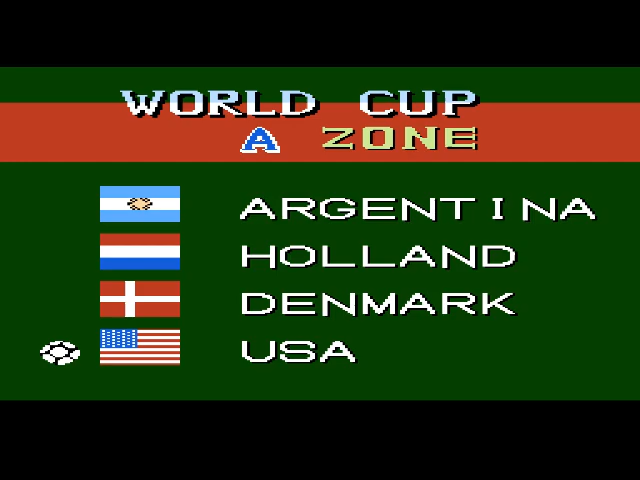 WORLD CUP
A ZONE
ARGENTINA
HOLLAND
DENMARK
USA